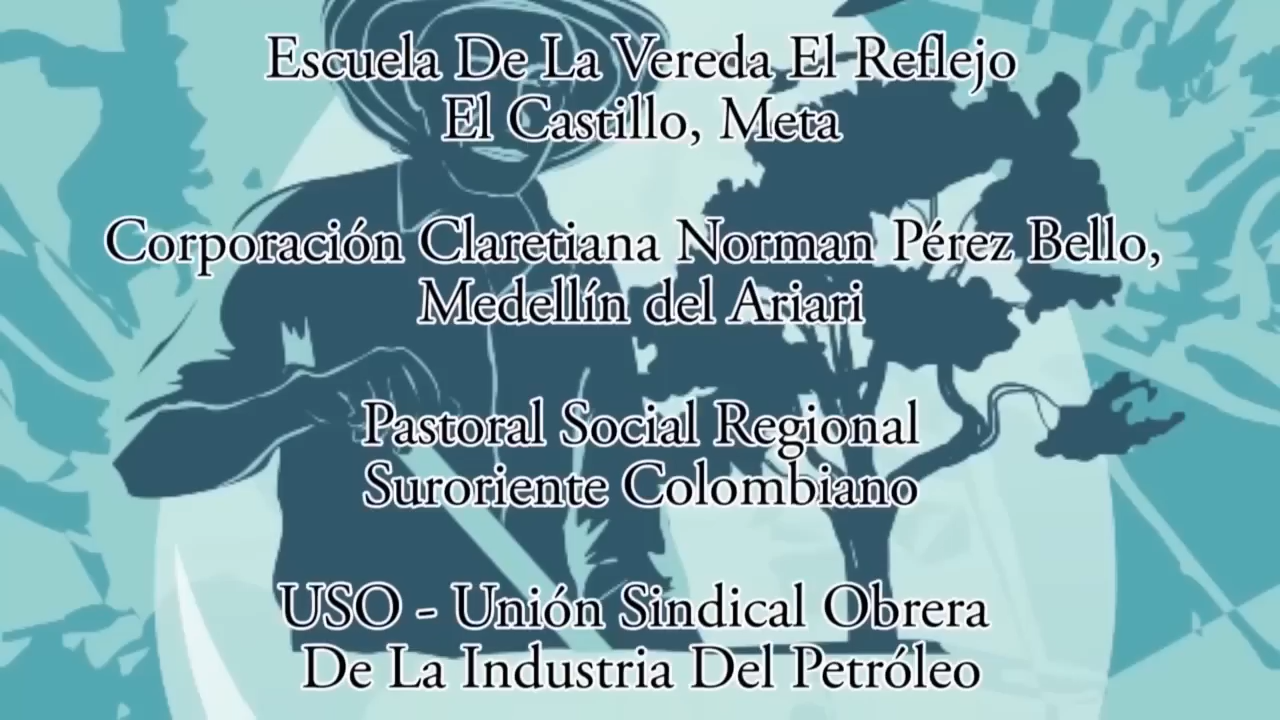 Escuela De La Vereda El Reflejo
El Castillo, Meta
Corporación Claretiana Norman Pérez Bello,
Medellín del Ariari
Pastoral Social Regional
Suroriente Colombiano
USO - Unión Sindical Obrera
De La Industria Del Petróleo